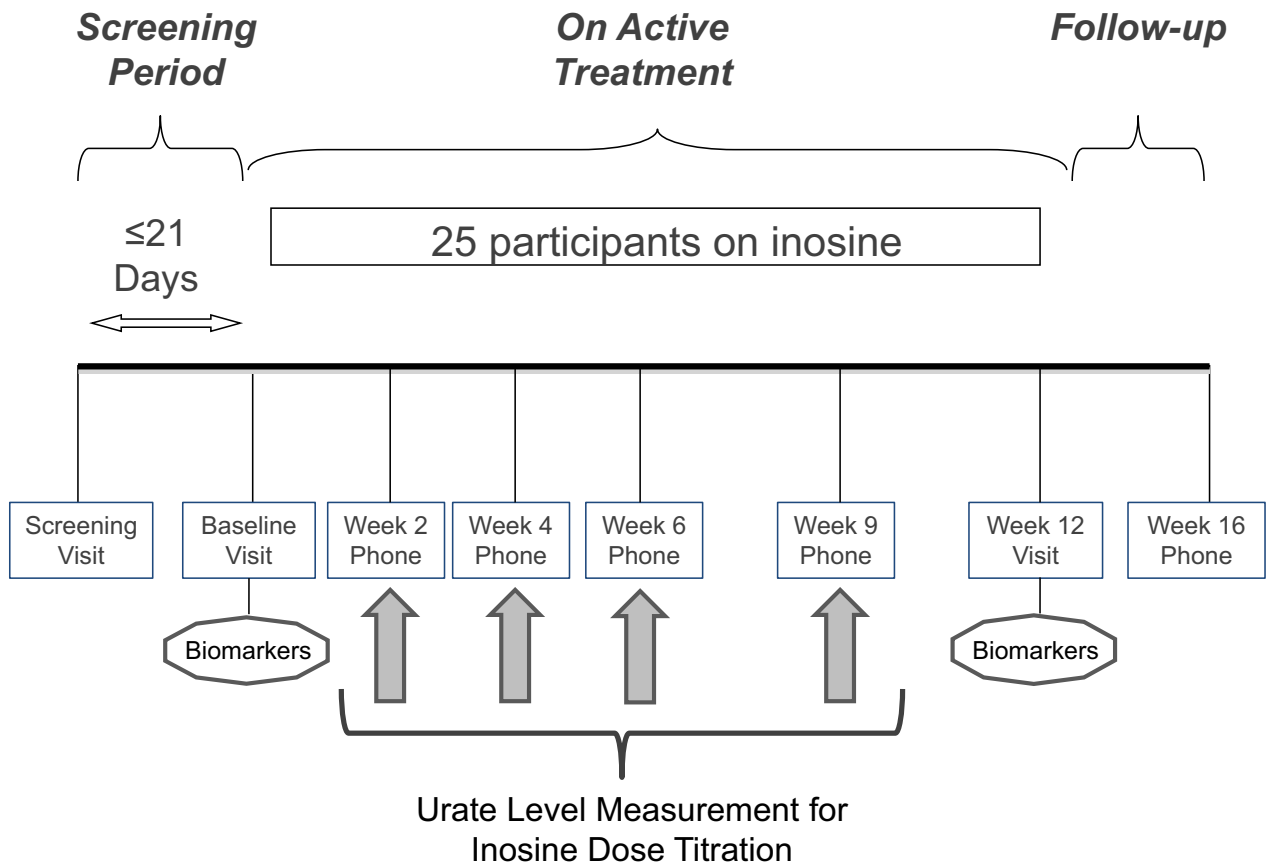 Screening
Period
On Active
Treatment
Follow-up
≤21
Days
25 participants on inosine
Screening
Visit
Baseline
Visit
Week 2
Phone
Week 4
Phone
Week 6
Phone
Week 9
Phone
Week 12
Visit
Week 16
Phone
Biomarkers
Biomarkers
Urate Level Measurement for
Inosine Dose Titration